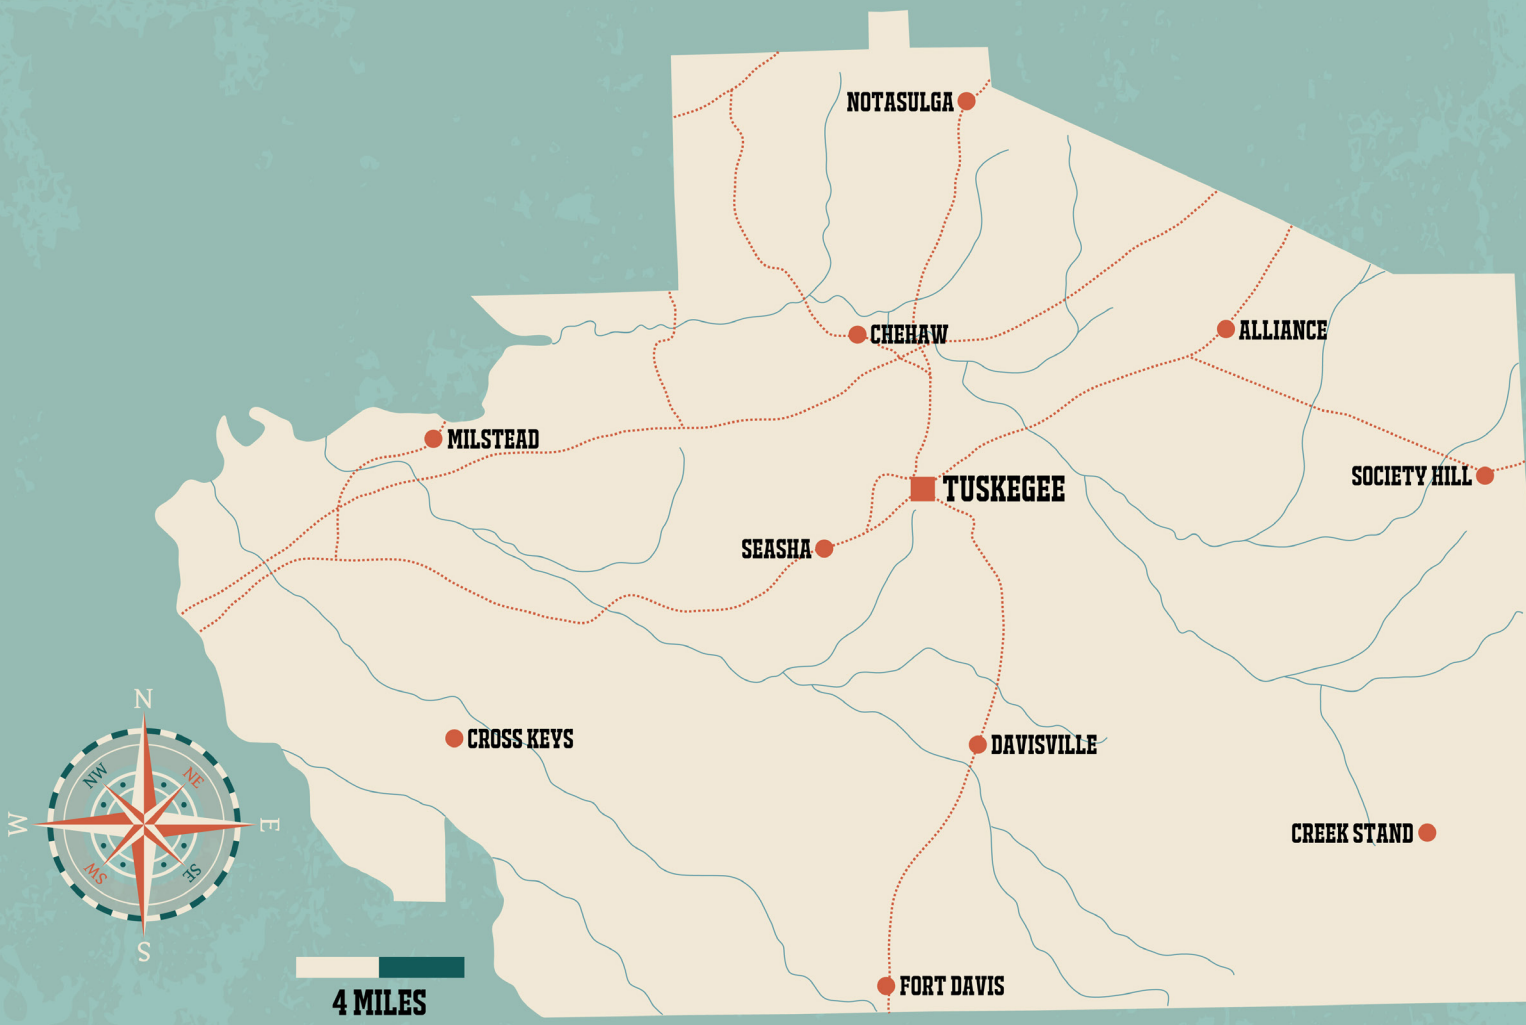 NOTASULGA
CHEHAW
ALLIANCE
MILSTEAD
SOCIETY HILL
TUSKEGEE
SEASHA
CROSS KEYS
DAVISVILLE
CREEK STAND
FORT DAVIS
N
NW
NE
W
E
SW
SE
S
4 MILES